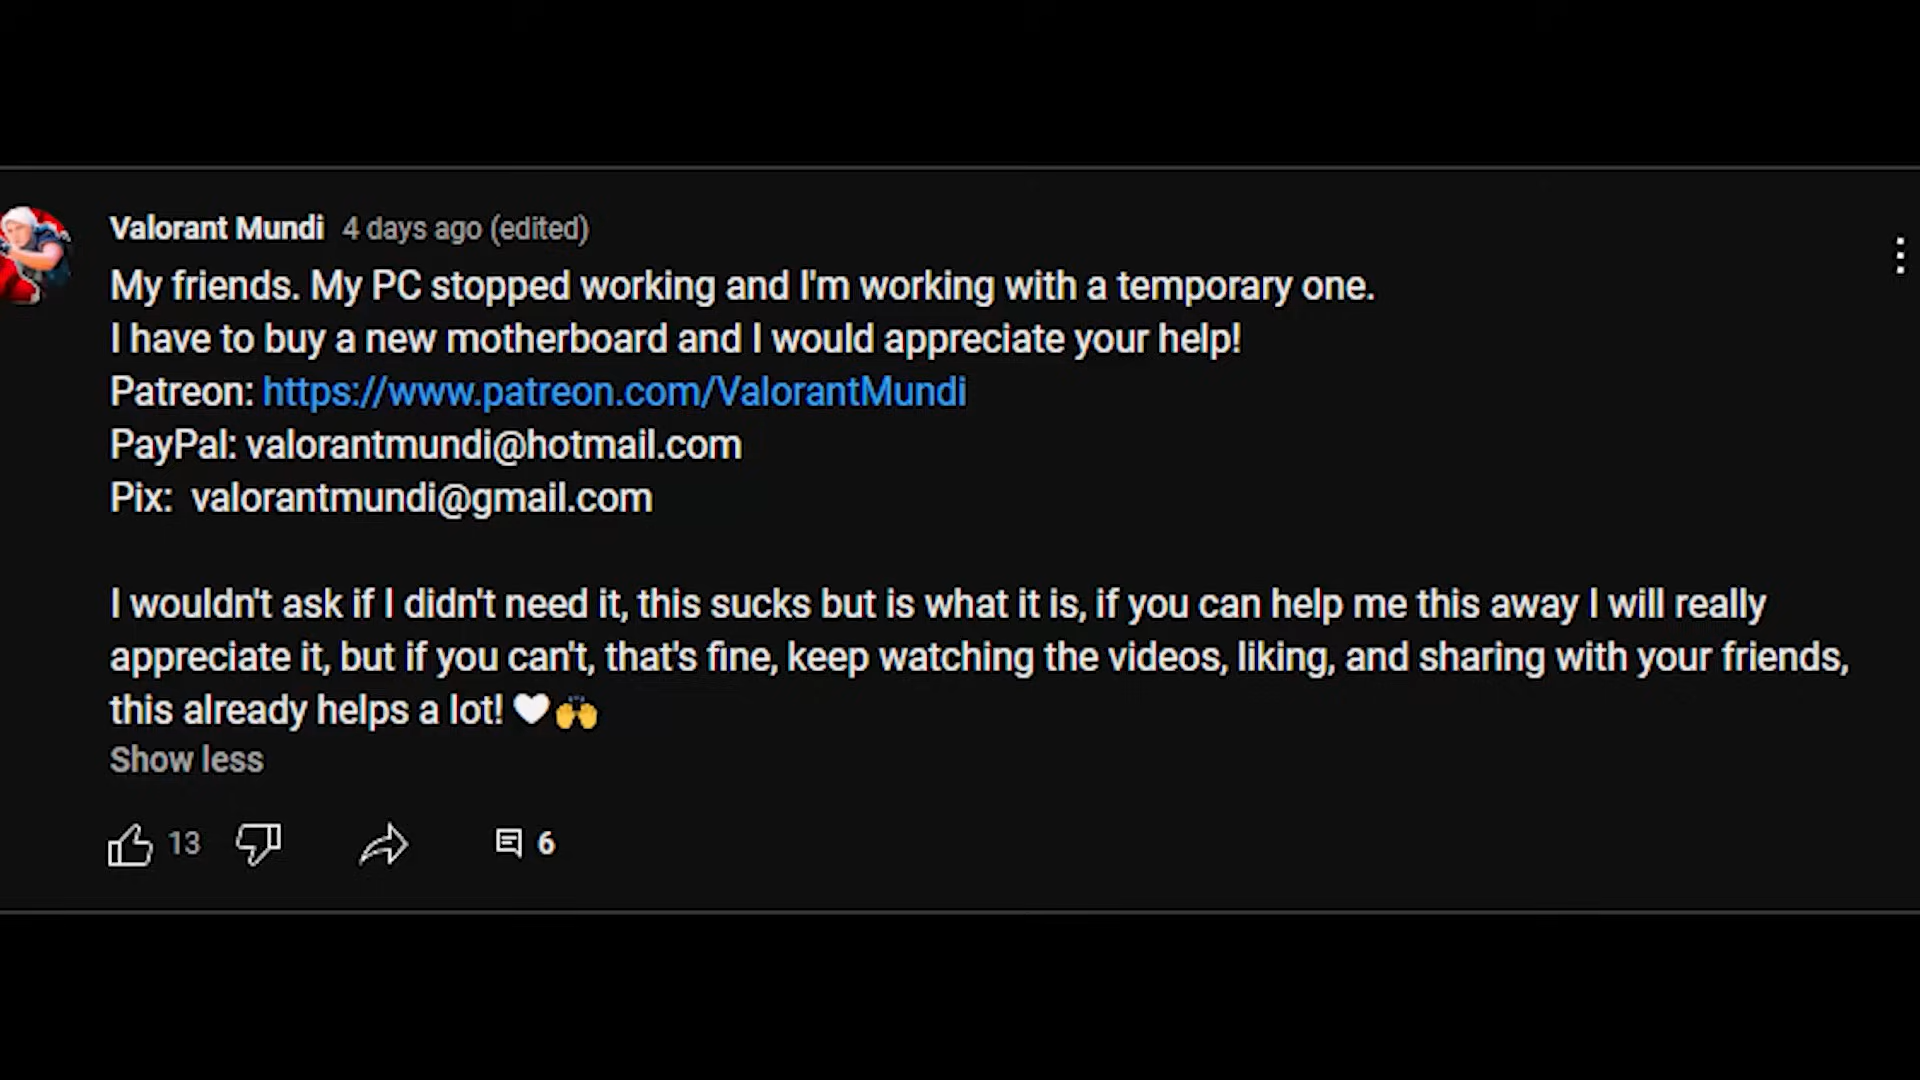 Valorant Mundi 4 days ago (edited)
My friends. My PC stopped working and I'm working with a temporary one.
I have to buy a new motherboard and I would appreciate your help!
Patreon: https://www.patreon.com/ValorantMundi
PayPal: valorantmundi@hotmail.com
Pix:  valorantmundi@gmail.com
I wouldn't ask if I didn't need it, this sucks but is what it is, if you can help me this away I will really
appreciate it, but if you can't, that's fine, keep watching the videos, liking, and sharing with your friends,
this already helps a lot! 🤍🙌
Show less
13 6